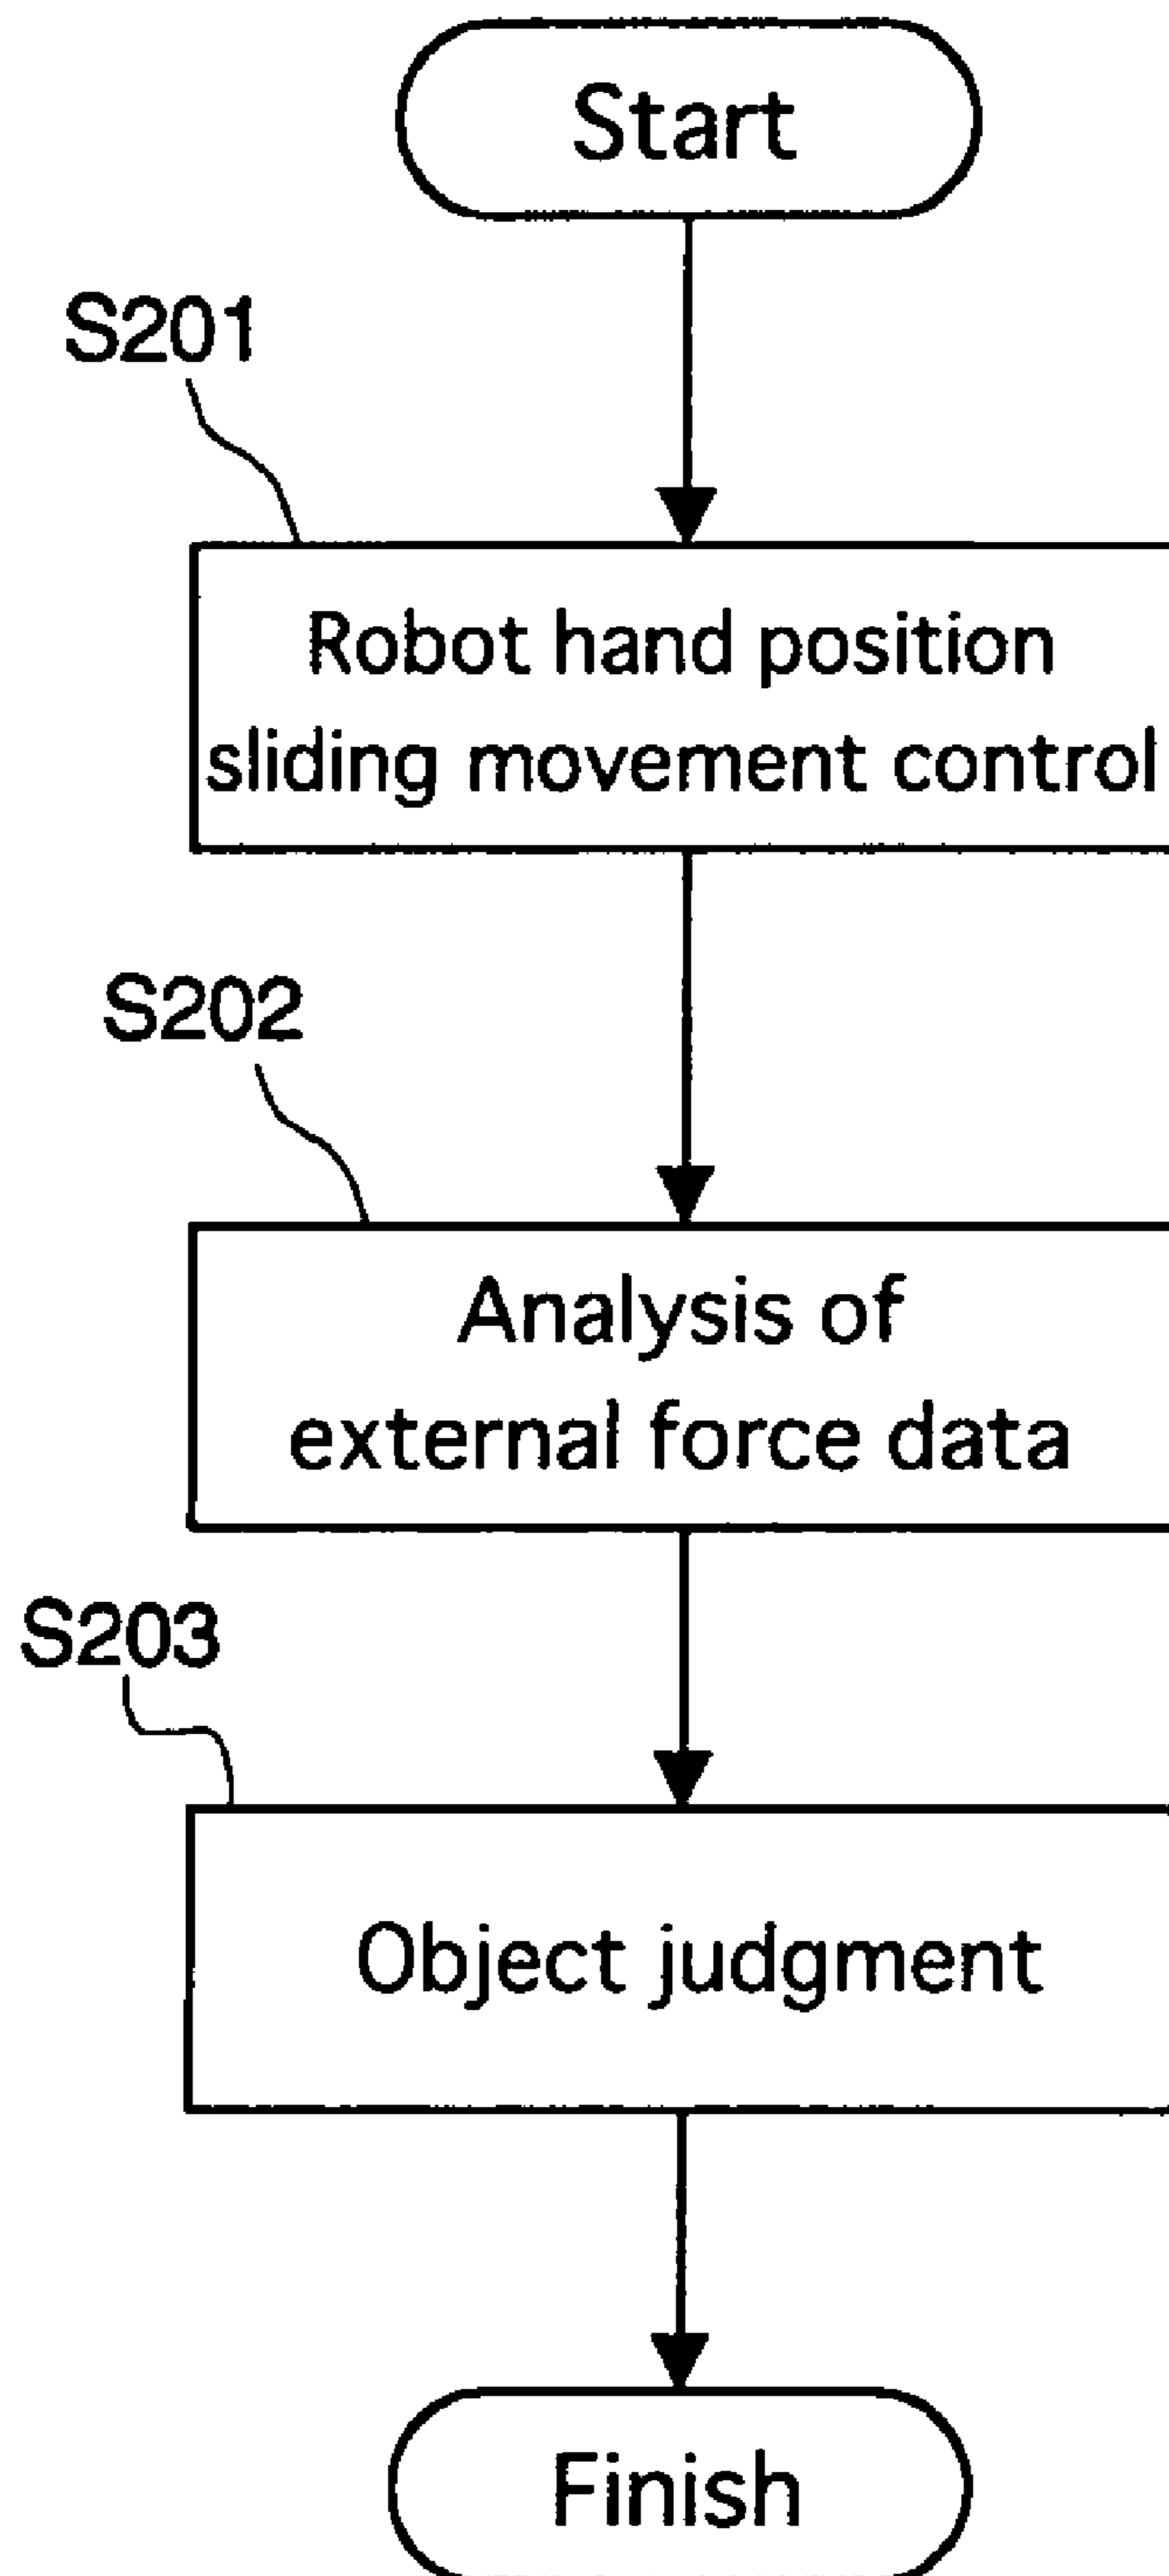 Start
S201
Robot hand position
sliding movement control
S202
Analysis of
external force data
S203
Object judgment
Finish